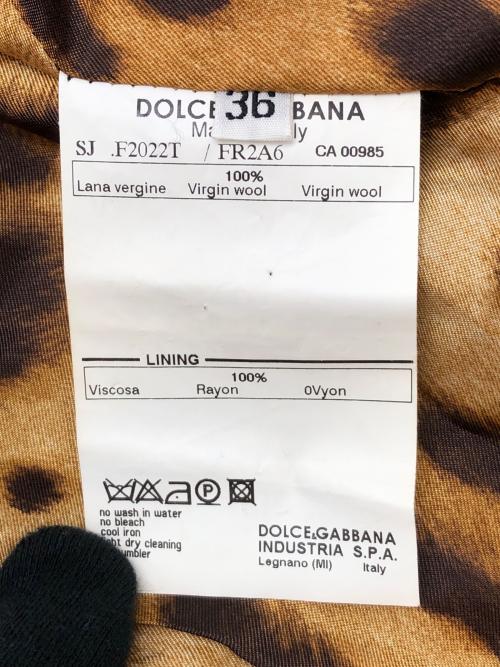 36
DOLCE BANA
Ma ly
SJ .F2022T / FR2A6 CA 00985
100%
Lana vergine Virgin wool Virgin wool
LINING
100%
Viscosa Rayon 0Vyon
P
no wash in water
no bleach
cool iron
ght dry cleaning
umbler
DOLCE&GABBANA
INDUSTRIA S.P.A.
Legnano (MI) Italy